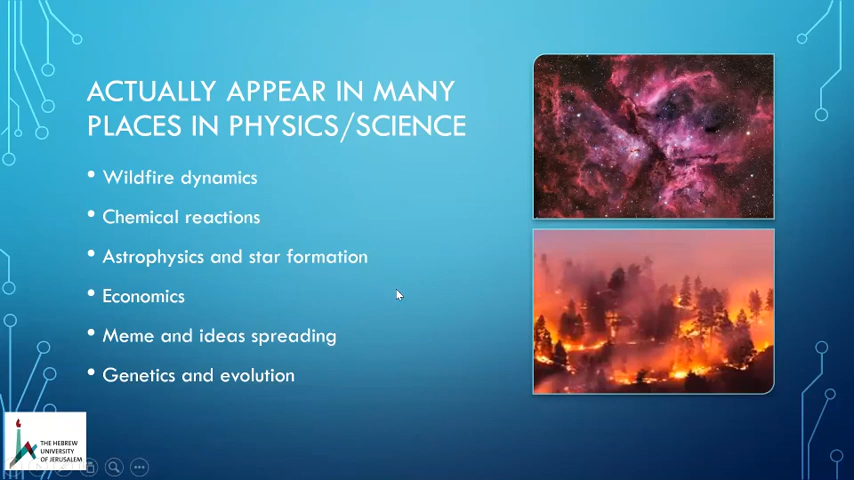 ACTUALLY APPEAR IN MANY
PLACES IN PHYSICS/SCIENCE
• Wildfire dynamics
• Chemical reactions
• Astrophysics and star formation
• Economics
• Meme and ideas spreading
• Genetics and evolution
THE HEBREW
UNIVERSITY
OF JERUSALEM